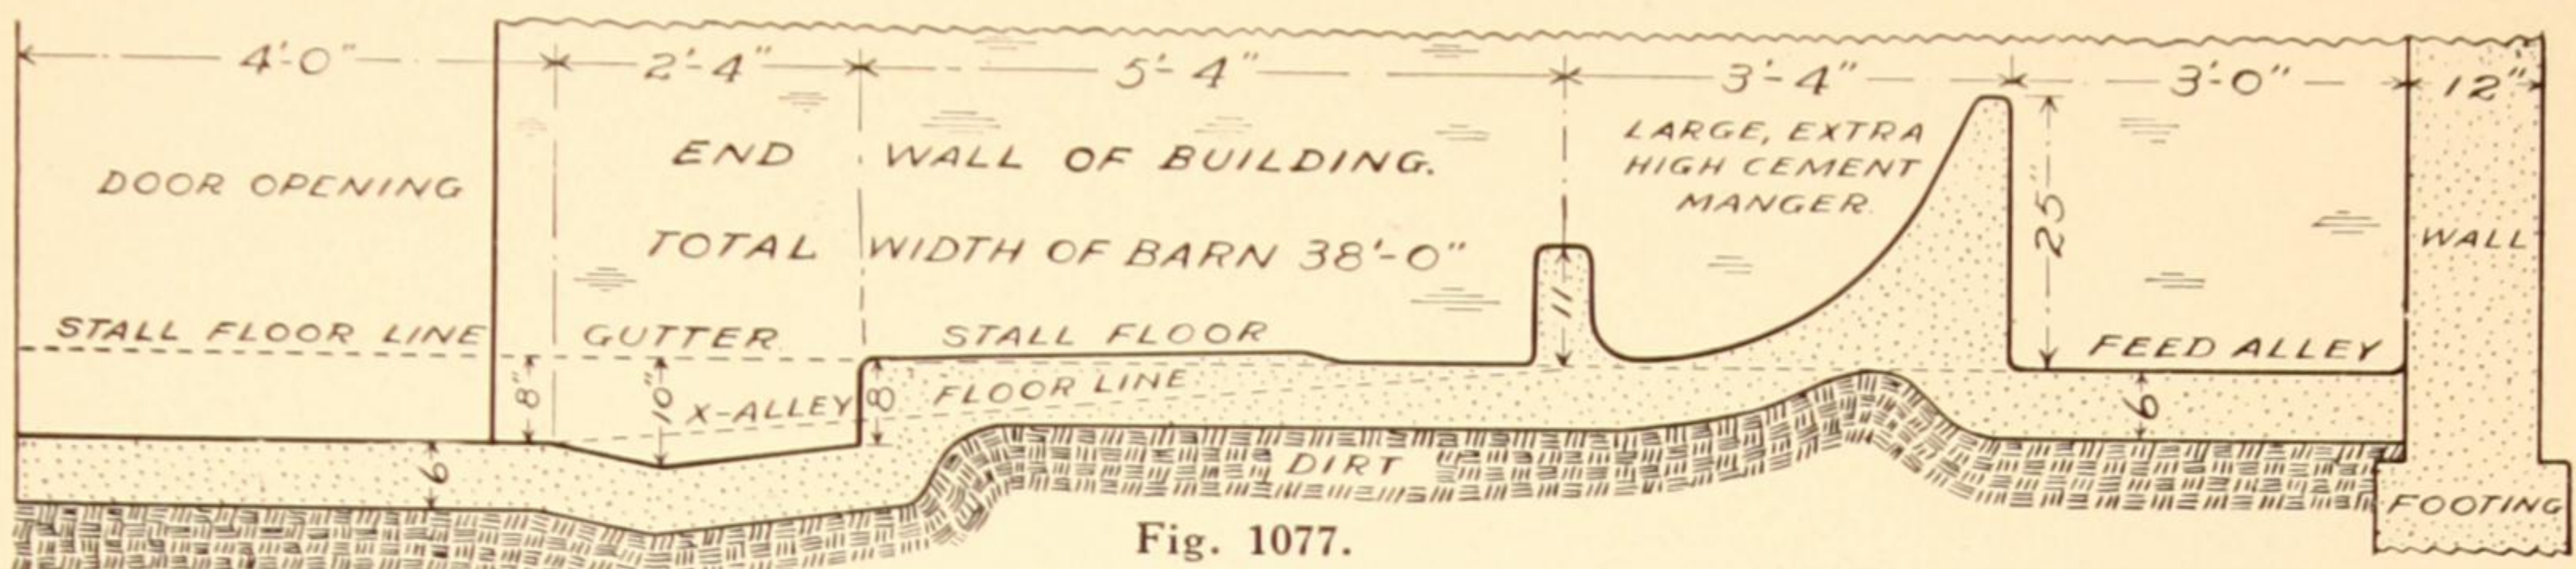 4'-0" 2'-4" 5'-4" 3'-4" 3'-0" 12"
LARGE, EXTRA
HIGH CEMENT
MANGER.
END WALL OF BUILDING.
DOOR OPENING
25"
TOTAL WIDTH OF BARN 38'-0"
WALL
11
STALL FLOOR LINE GUTTER STALL FLOOR FEED ALLEY
8" 10" X-ALLEY 8 FLOOR LINE 6
6 DIRT
FOOTING
Fig. 1077.